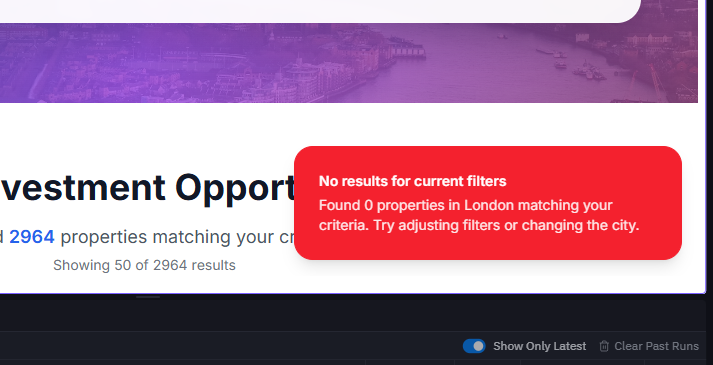 vestment Opport
No results for current filters
Found 0 properties in London matching your
criteria. Try adjusting filters or changing the city.
2964 properties matching your
Showing 50 of 2964 results
Show Only Latest
Clear Past Runs